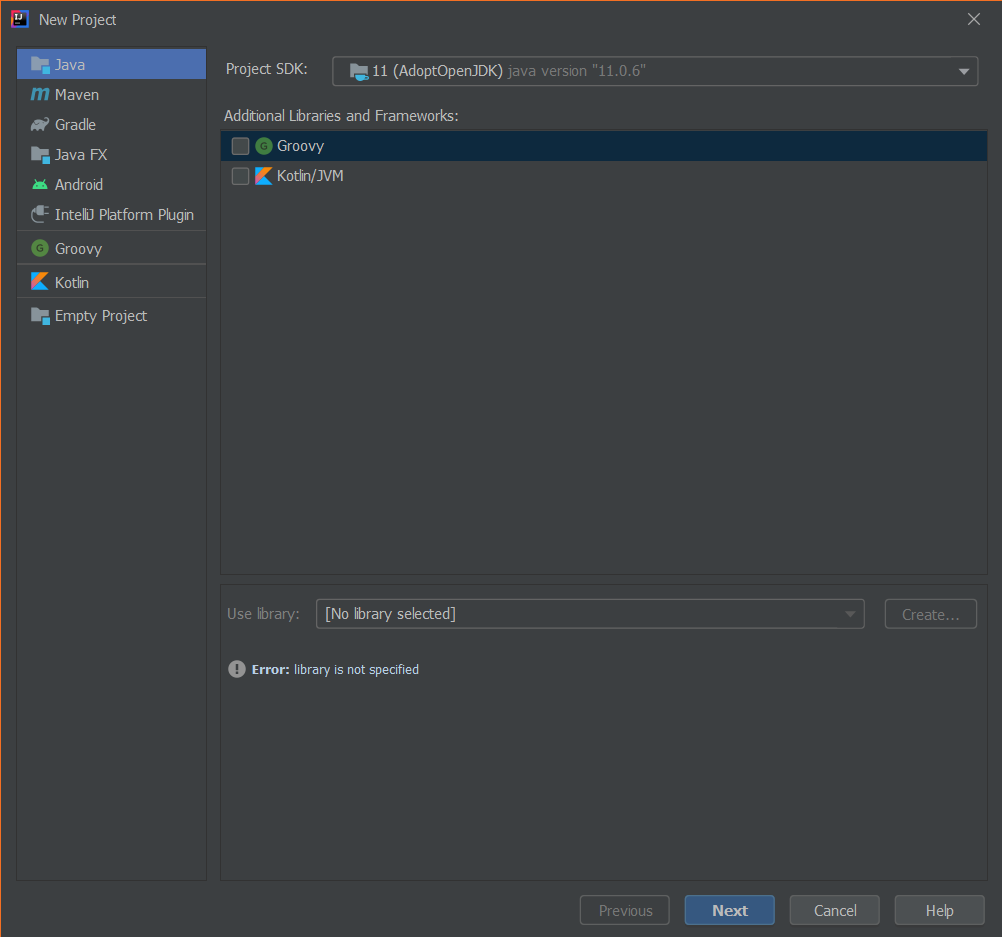 New Project
Java
Maven
Gradle
Java FX
Android
IntelliJ Platform Plugin
Groovy
Kotlin
Empty Project
Project SDK: 11 (AdoptOpenJDK) java version "11.0.6"
Additional Libraries and Frameworks:
Groovy
Kotlin/JVM
Use library: [No library selected] Create...
Error: library is not specified
Previous Next Cancel Help